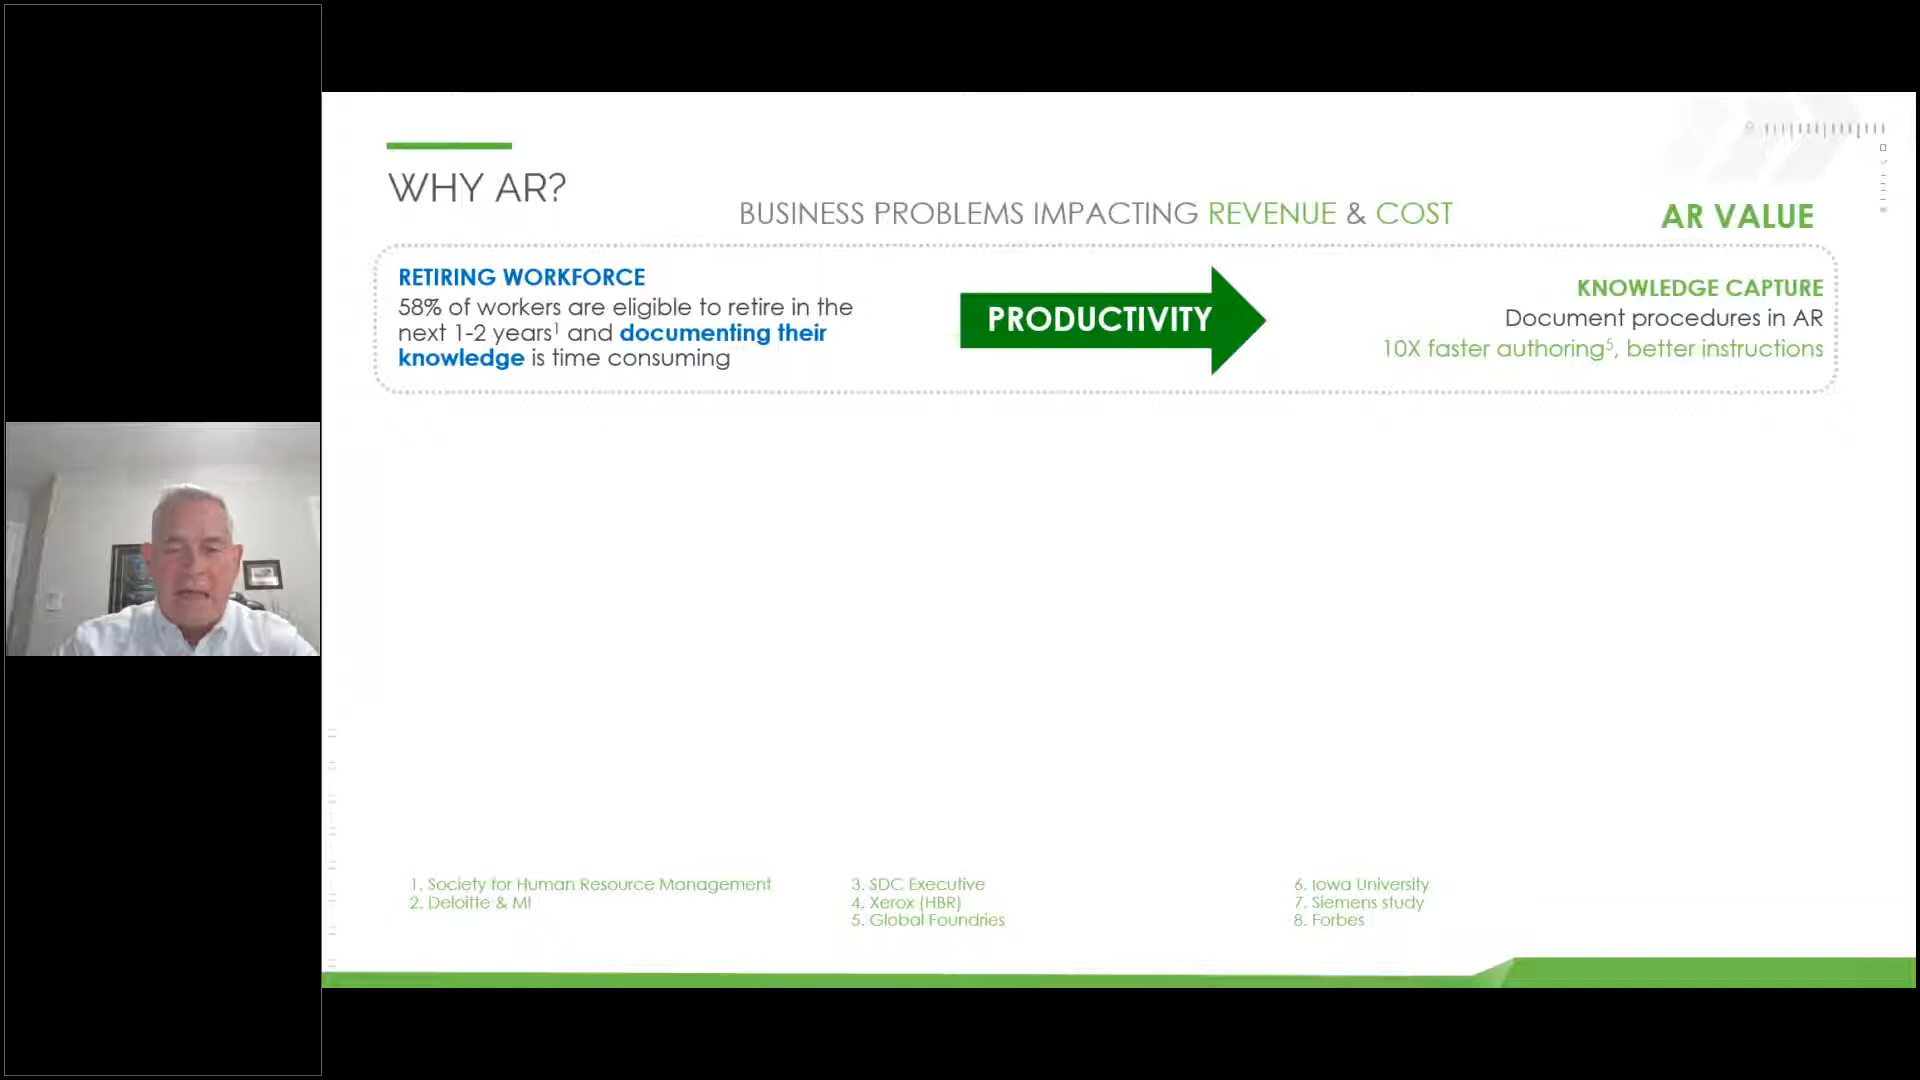 WHY AR?
BUSINESS PROBLEMS IMPACTING REVENUE & COST
AR VALUE
RETIRING WORKFORCE
58% of workers are eligible to retire in the
next 1-2 years¹ and documenting their
knowledge is time consuming
PRODUCTIVITY
KNOWLEDGE CAPTURE
Document procedures in AR
10X faster authoring⁵, better instructions
1. Society for Human Resource Management
2. Deloitte & MI
3. SDC Executive
4. Xerox (HBR)
5. Global Foundries
6. Iowa University
7. Siemens study
8. Forbes